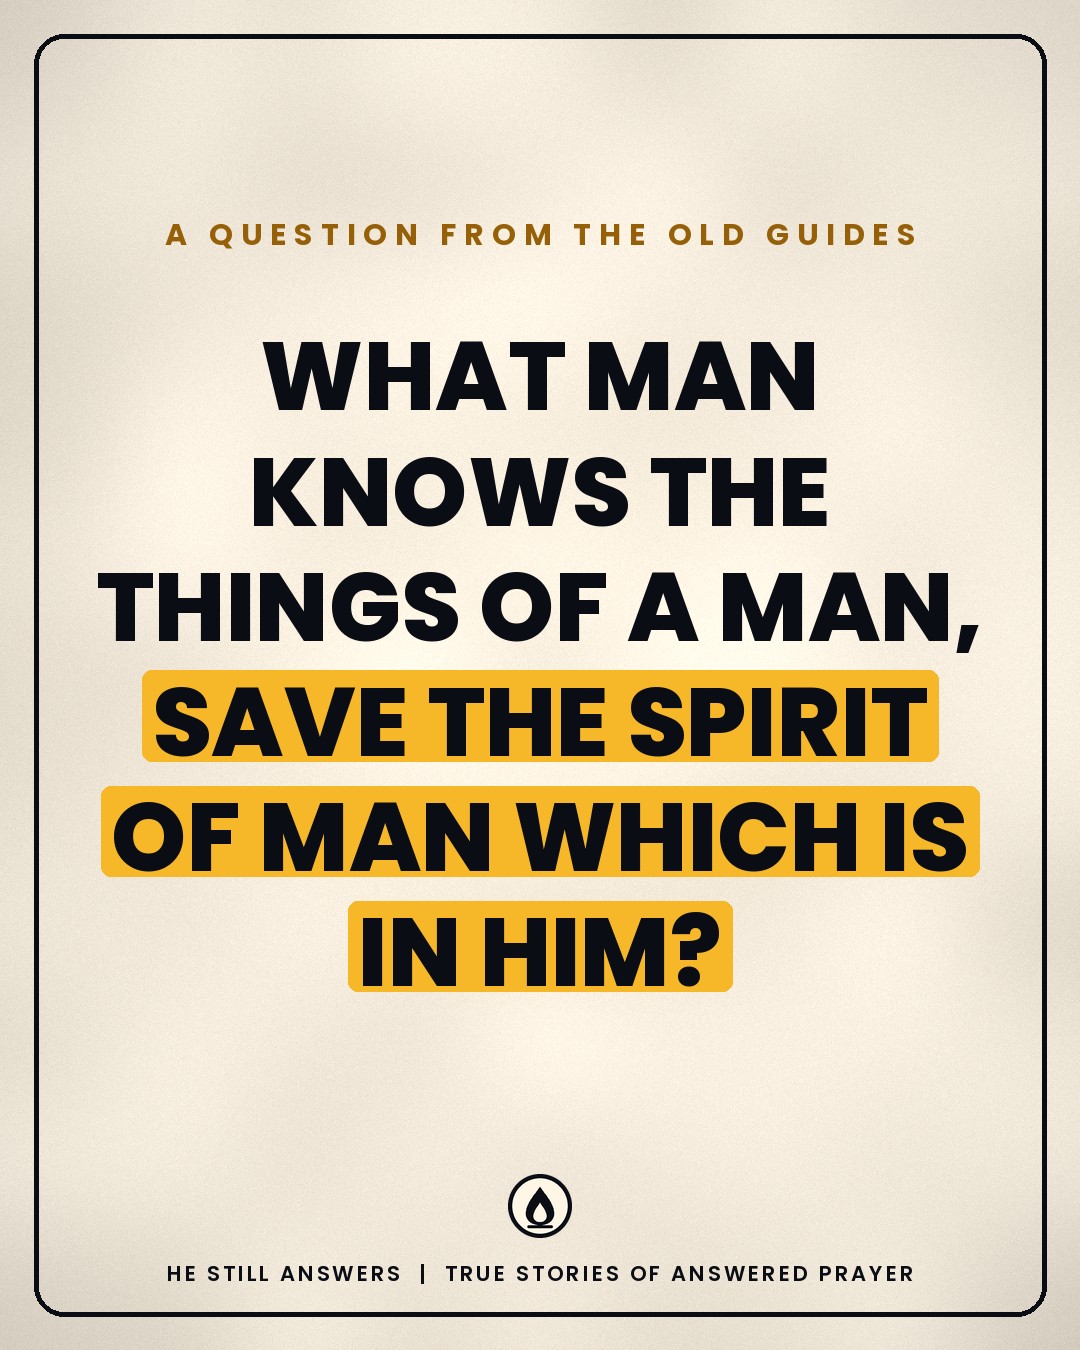 A QUESTION FROM THE OLD GUIDES
WHAT MAN
KNOWS THE
THINGS OF A MAN,
SAVE THE SPIRIT
OF MAN WHICH IS
IN HIM?
HE STILL ANSWERS | TRUE STORIES OF ANSWERED PRAYER